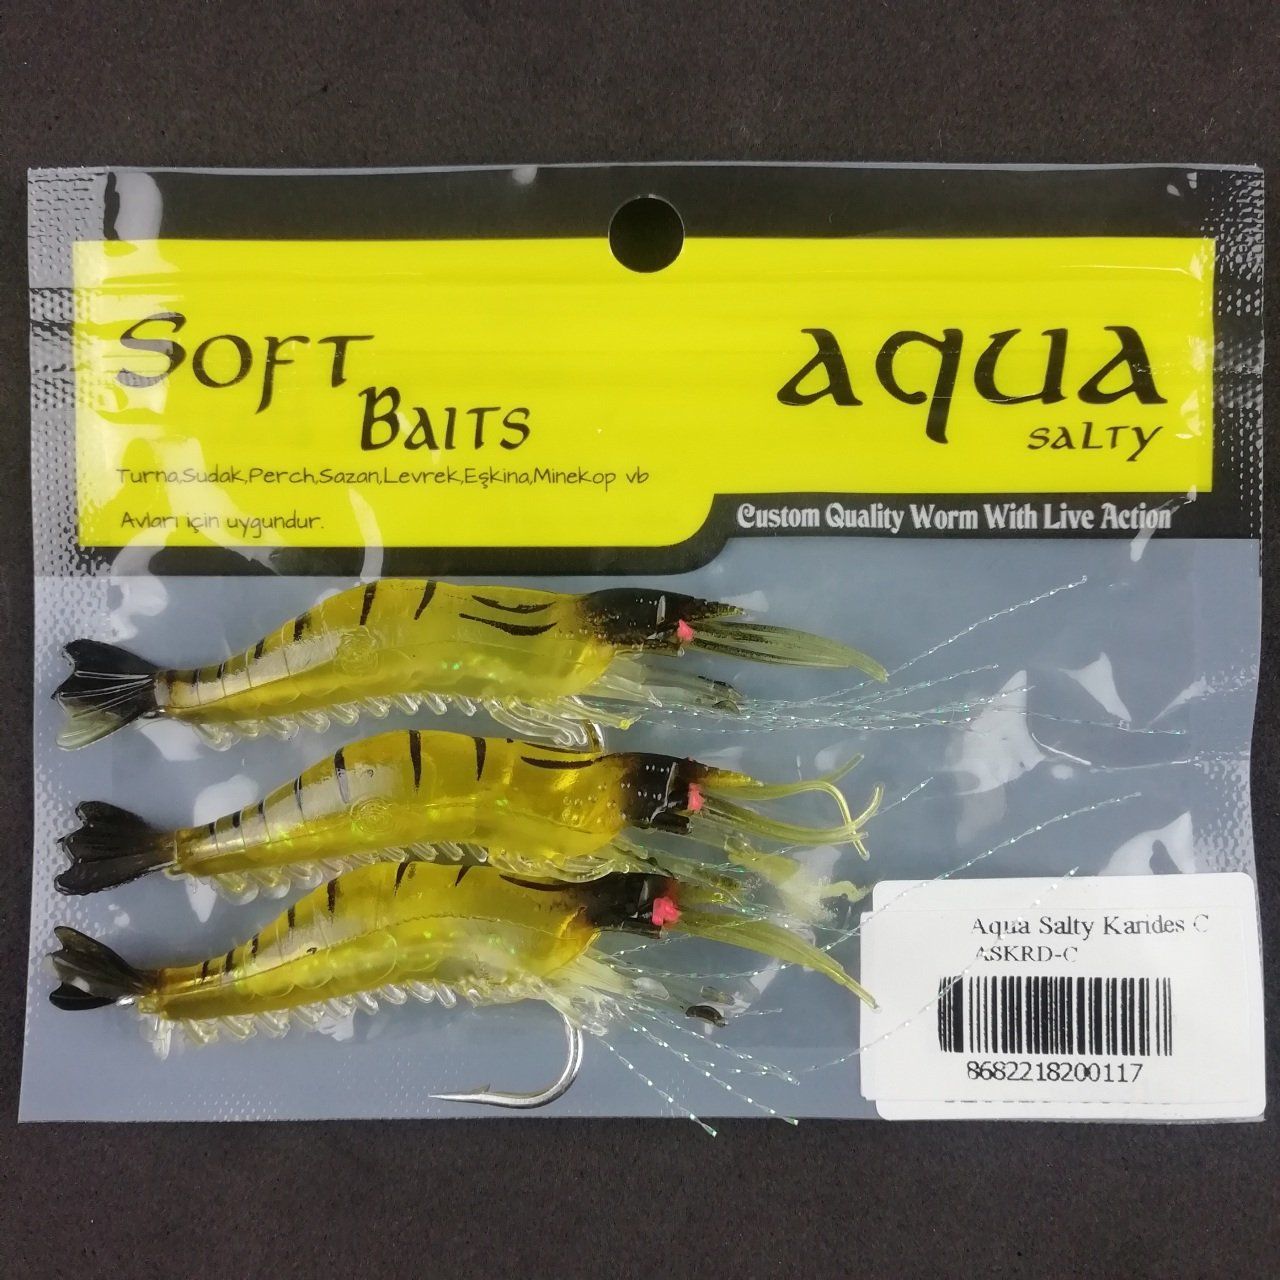 Soft
Baits
Turna,Sudak,Perch,Sazan,Levrek,Eşkina,Minekop vb
Avları için uygundur.
aqua
salty
Custom Quality Worm With Live Action
Aqua Salty Karides C
ASKRD-C
8682218200117